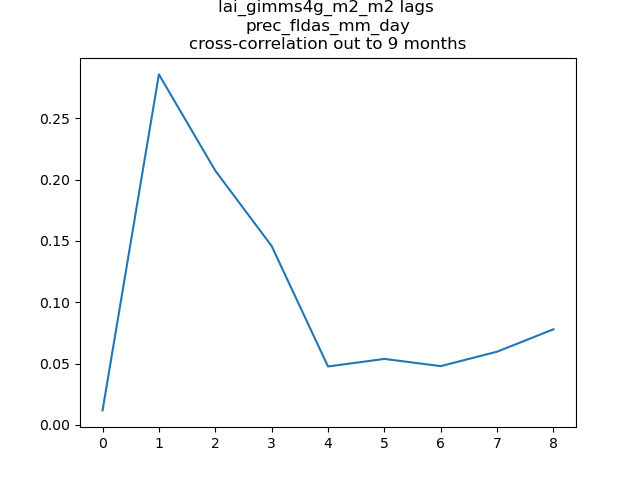 lai_gimms4g_m2_m2 lags
prec_fldas_mm_day
cross-correlation out to 9 months
0.25
0.20
0.15
0.10
0.05
0.00
0 1 2 3 4 5 6 7 8